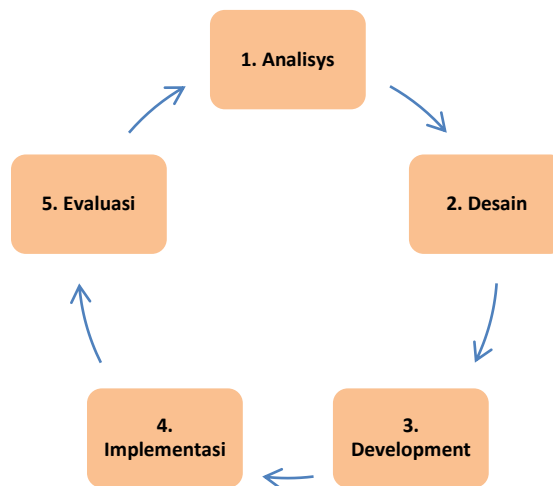 1. Analisys
2. Desain
3.
Development
4.
Implementasi
5. Evaluasi